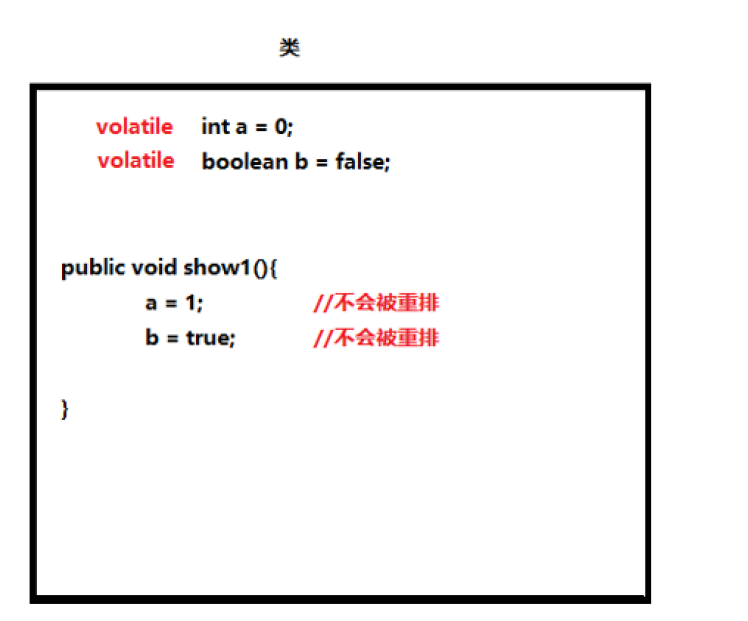 类
volatile int a = 0;
volatile boolean b = false;
public void show1(){
a = 1; //不会被重排
b = true; //不会被重排
}